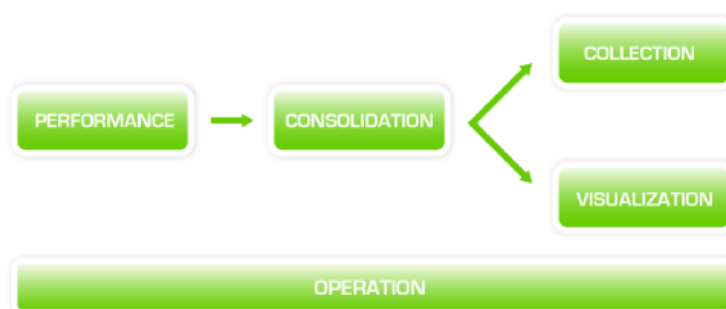 PERFORMANCE
CONSOLIDATION
COLLECTION
VISUALIZATION
OPERATION